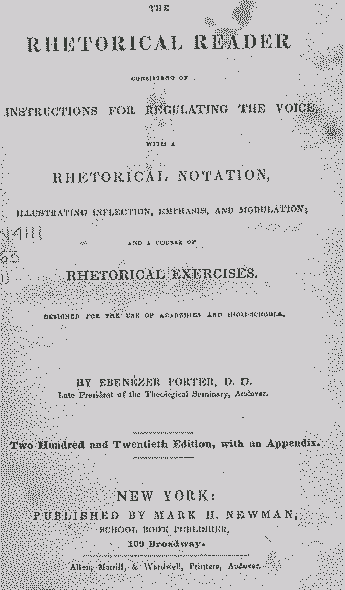 THE
RHETORICAL READER
CONSISTING OF
INSTRUCTIONS FOR REGULATING THE VOICE,
WITH A
RHETORICAL NOTATION,
ILLUSTRATING INFLECTION, EMPHASIS, AND MODULATION;
AND A COURSE OF
RHETORICAL EXERCISES.
DESIGNED FOR THE USE OF ACADEMIES AND HIGH-SCHOOLS.
BY EBENEZER PORTER, D. D.
Late President of the Theological Seminary, Andover.
Two Hundred and Twentieth Edition, with an Appendix.
NEW YORK:
PUBLISHED BY MARK H. NEWMAN,
SCHOOL BOOK PUBLISHER,
199 Broadway.
Allen, Morrill, & Wardwell, Printers, Andover.